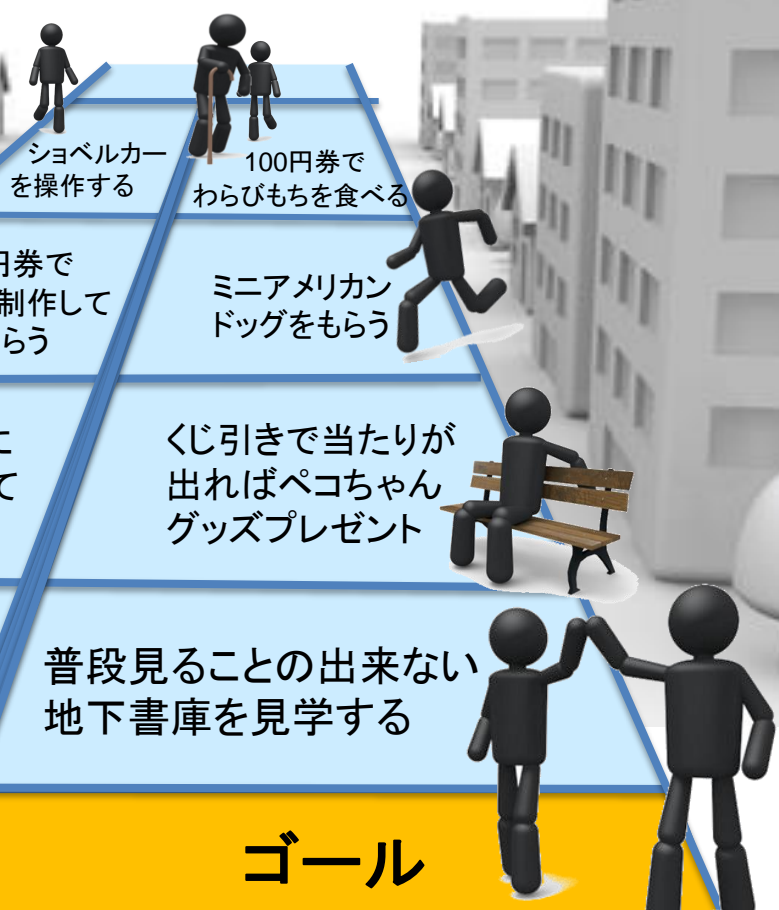 ショベルカー
を操作する
100円券で
わらびもちを食べる
円券で
制作して
らう
ミニアメリカン
ドッグをもらう
て
くじ引きで当たりが
出ればペコちゃん
グッズプレゼント
普段見ることの出来ない
地下書庫を見学する
ゴール